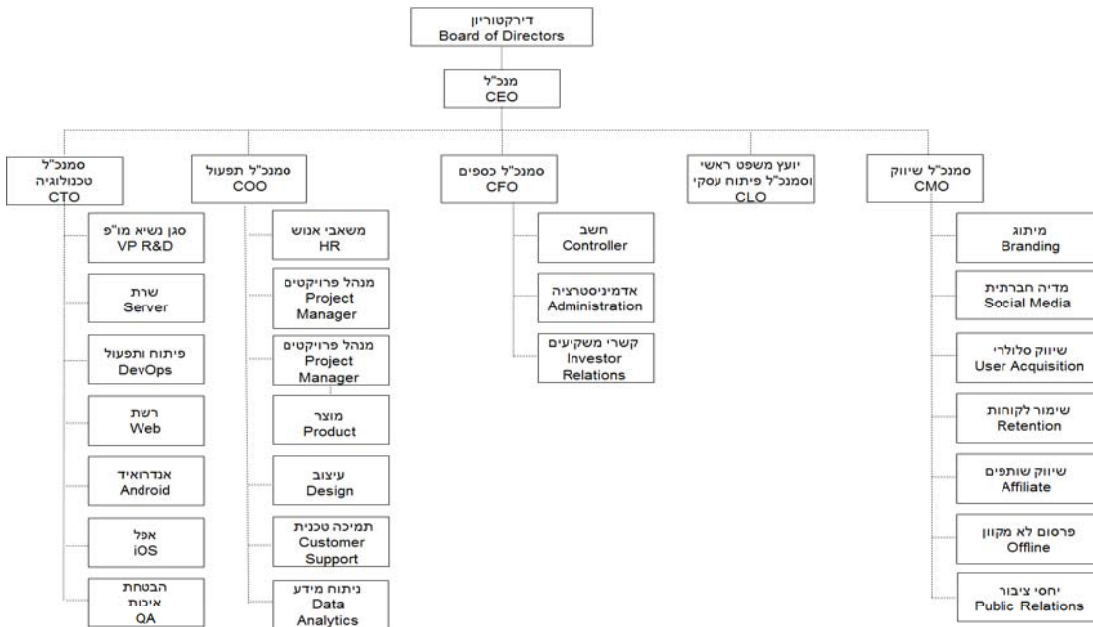 דירקטוריון
Board of Directors
מנכ"ל
CEO
סמנכ"ל
טכנולוגיה
CTO
סמנכ"ל תפעול
COO
סמנכ"ל כספים
CFO
יועץ משפט ראשי
וסמנכ"ל פיתוח עסקי
CLO
סמנכ"ל שיווק
CMO
סגן נשיא מו"פ
VP R&D
שרת
Server
פיתוח ותפעול
DevOps
רשת
Web
אנדרואיד
Android
אפל
iOS
הבטחת
איכות
QA
משאבי אנוש
HR
מנהל פרויקטים
Project
Manager
מנהל פרויקטים
Project
Manager
מוצר
Product
עיצוב
Design
תמיכה טכנית
Customer
Support
ניתוח מידע
Data
Analytics
חשב
Controller
אדמיניסטרציה
Administration
קשרי משקיעים
Investor
Relations
מיתוג
Branding
מדיה חברתית
Social Media
שיווק סלולרי
User Acquisition
שימור לקוחות
Retention
שיווק שותפים
Affiliate
פרסום לא מקוון
Offline
יחסי ציבור
Public Relations